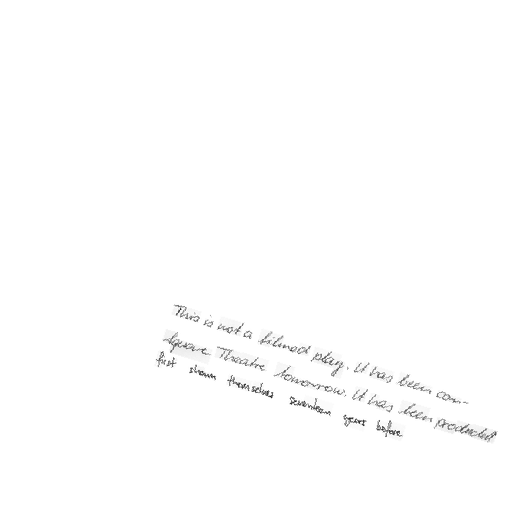 This is not a filmed play. It has been con-
Square Theatre tomorrow. It has been produced
first shown themselves seventeen years before